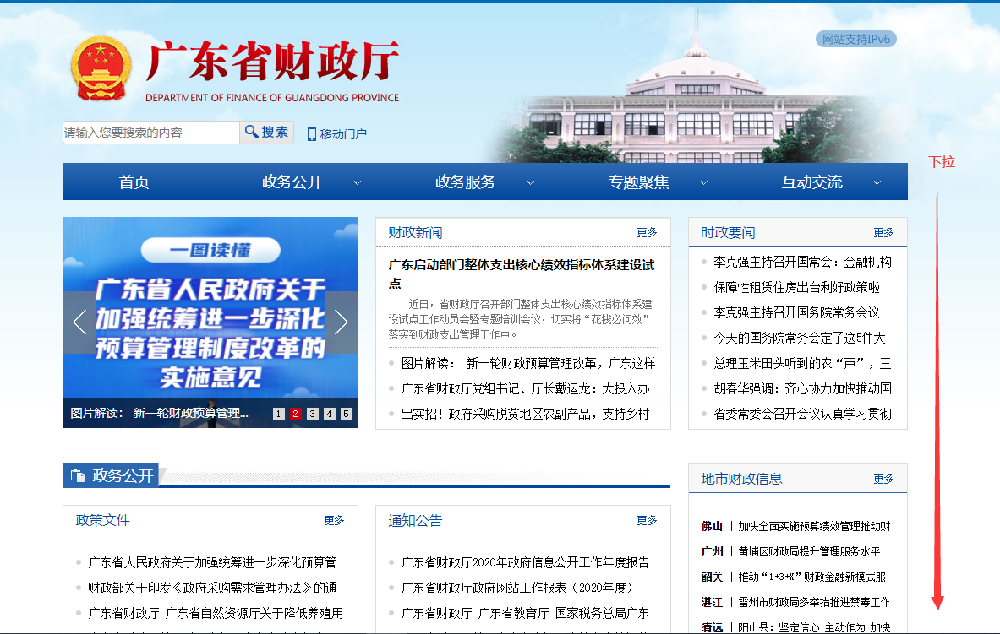 网站支持IPv6
广东省财政厅
DEPARTMENT OF FINANCE OF GUANGDONG PROVINCE
请输入您要搜索的内容
搜索
移动门户
下拉
首页
政务公开
政务服务
专题聚焦
互动交流
一图读懂
广东省人民政府关于
加强统筹进一步深化
预算管理制度改革的
实施意见
图片解读： 新一轮财政预算管理...
1 2 3 4 5
财政新闻
更多
广东启动部门整体支出核心绩效指标体系建设试
点
近日，省财政厅召开部门整体支出核心绩效指标体系建
设试点工作动员会暨专题培训会议，切实将“花钱必问效”
落实到财政支出管理工作中。
图片解读： 新一轮财政预算管理改革，广东这样
广东省财政厅党组书记、厅长戴运龙：大投入办
出实招！政府采购脱贫地区农副产品，支持乡村
时政要闻
更多
李克强主持召开国常会：金融机构
保障性租赁住房出台利好政策啦！
李克强主持召开国务院常务会议
今天的国务院常务会定了这5件大
总理玉米田头听到的农“声”，三
胡春华强调：齐心协力加快推动国
省委常委会召开会议认真学习贯彻
政务公开
政策文件
更多
广东省人民政府关于加强统筹进一步深化预算管
财政部关于印发《政府采购需求管理办法》的通
广东省财政厅 广东省自然资源厅关于降低养殖用
通知公告
更多
广东省财政厅2020年政府信息公开工作年度报告
广东省财政厅政府网站工作报表（2020年度）
广东省财政厅 广东省教育厅 国家税务总局广东
地市财政信息
更多
佛山 | 加快全面实施预算绩效管理推动财
广州 | 黄埔区财政局提升管理服务水平
韶关 | 推动“1+3+X”财政金融新模式服
湛江 | 雷州市财政局多举措推进禁毒工作
清远 | 阳山县：坚定信心 主动作为 加快